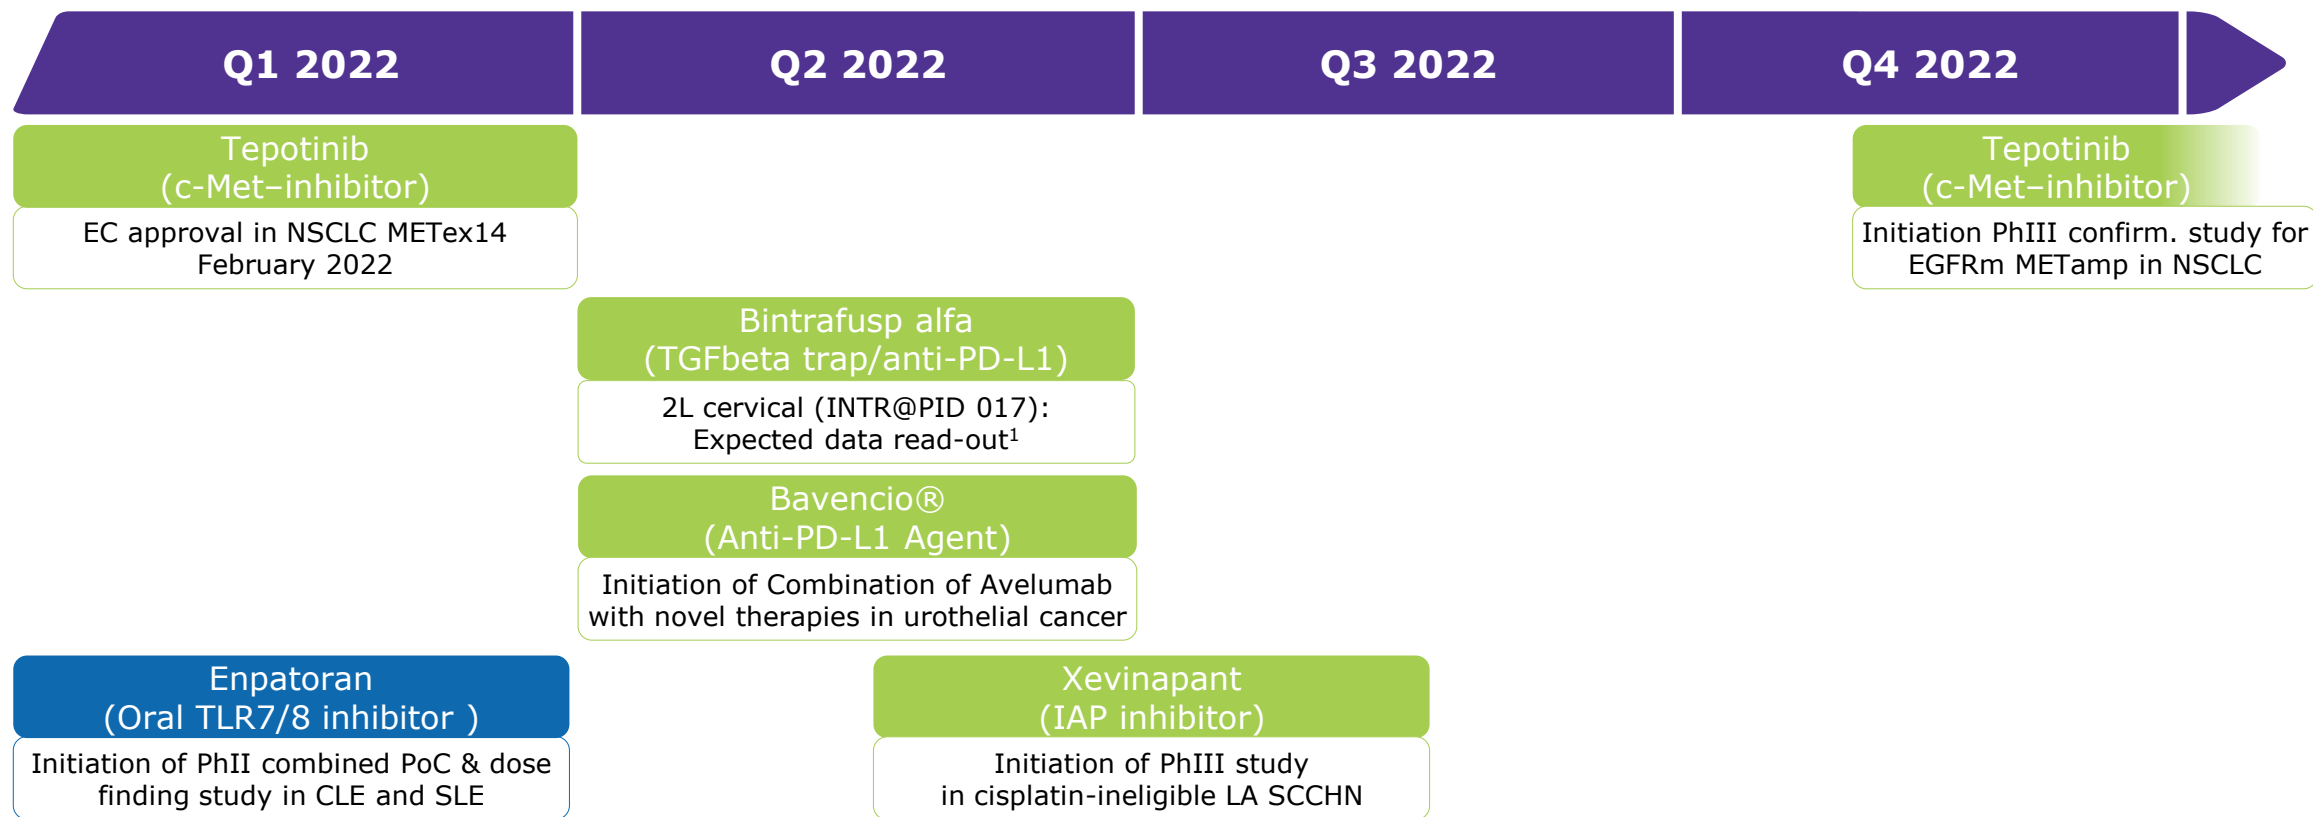 Q1 2022
Q2 2022
Q3 2022
Q4 2022
Tepotinib
(c-Met–inhibitor)
EC approval in NSCLC METex14
February 2022
Tepotinib
(c-Met–inhibitor)
Initiation PhIII confirm. study for
EGFRm METamp in NSCLC
Bintrafusp alfa
(TGFbeta trap/anti-PD-L1)
2L cervical (INTR@PID 017):
Expected data read-out¹
Bavencio®
(Anti-PD-L1 Agent)
Initiation of Combination of Avelumab
with novel therapies in urothelial cancer
Enpatoran
(Oral TLR7/8 inhibitor )
Initiation of PhII combined PoC & dose
finding study in CLE and SLE
Xevinapant
(IAP inhibitor)
Initiation of PhIII study
in cisplatin-ineligible LA SCCHN